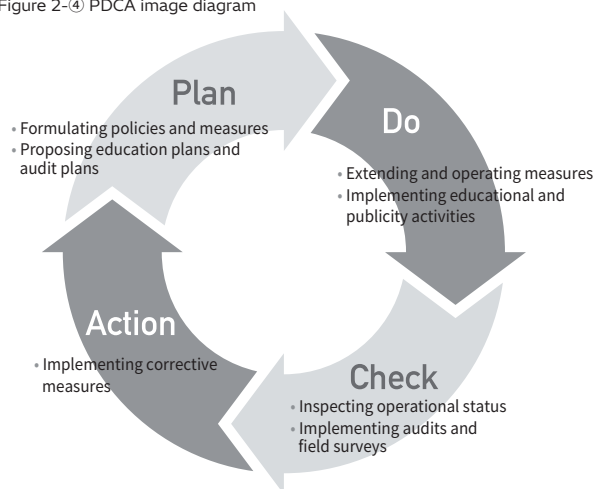 Figure 2-④ PDCA image diagram
Plan
• Formulating policies and measures
• Proposing education plans and
audit plans
Do
• Extending and operating measures
• Implementing educational and
publicity activities
Check
• Inspecting operational status
• Implementing audits and
field surveys
Action
• Implementing corrective
measures